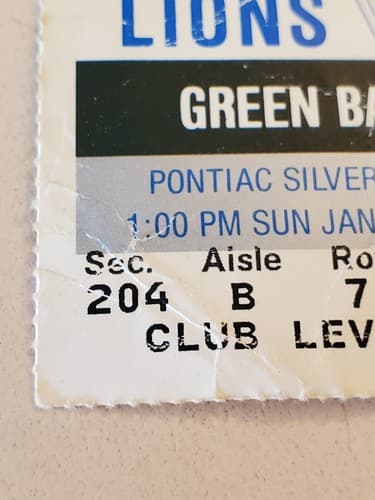 LIONS
GREEN BA
PONTIAC SILVER
1:00 PM SUN JAN
Sec. Aisle Ro
204 B 7
CLUB LEV